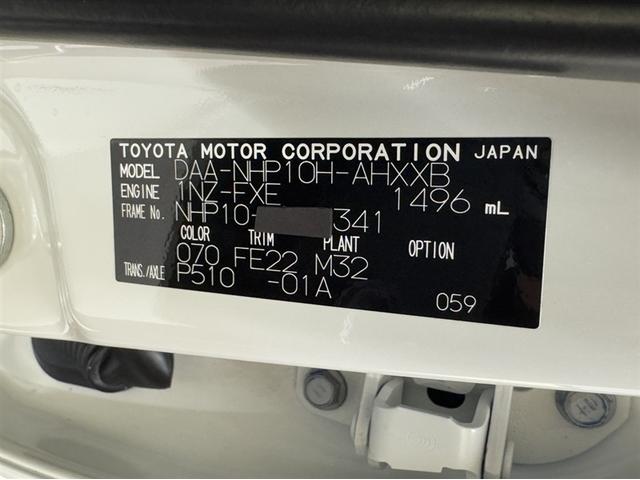 TOYOTA MOTOR CORPORATION JAPAN
MODEL DAA-NHP10H-AHXXB
ENGINE 1NZ-FXE 1496 mL
FRAME No. NHP10- 341
COLOR TRIM PLANT OPTION
070 FE22 M32
TRANS./AXLE P510 -01A
059